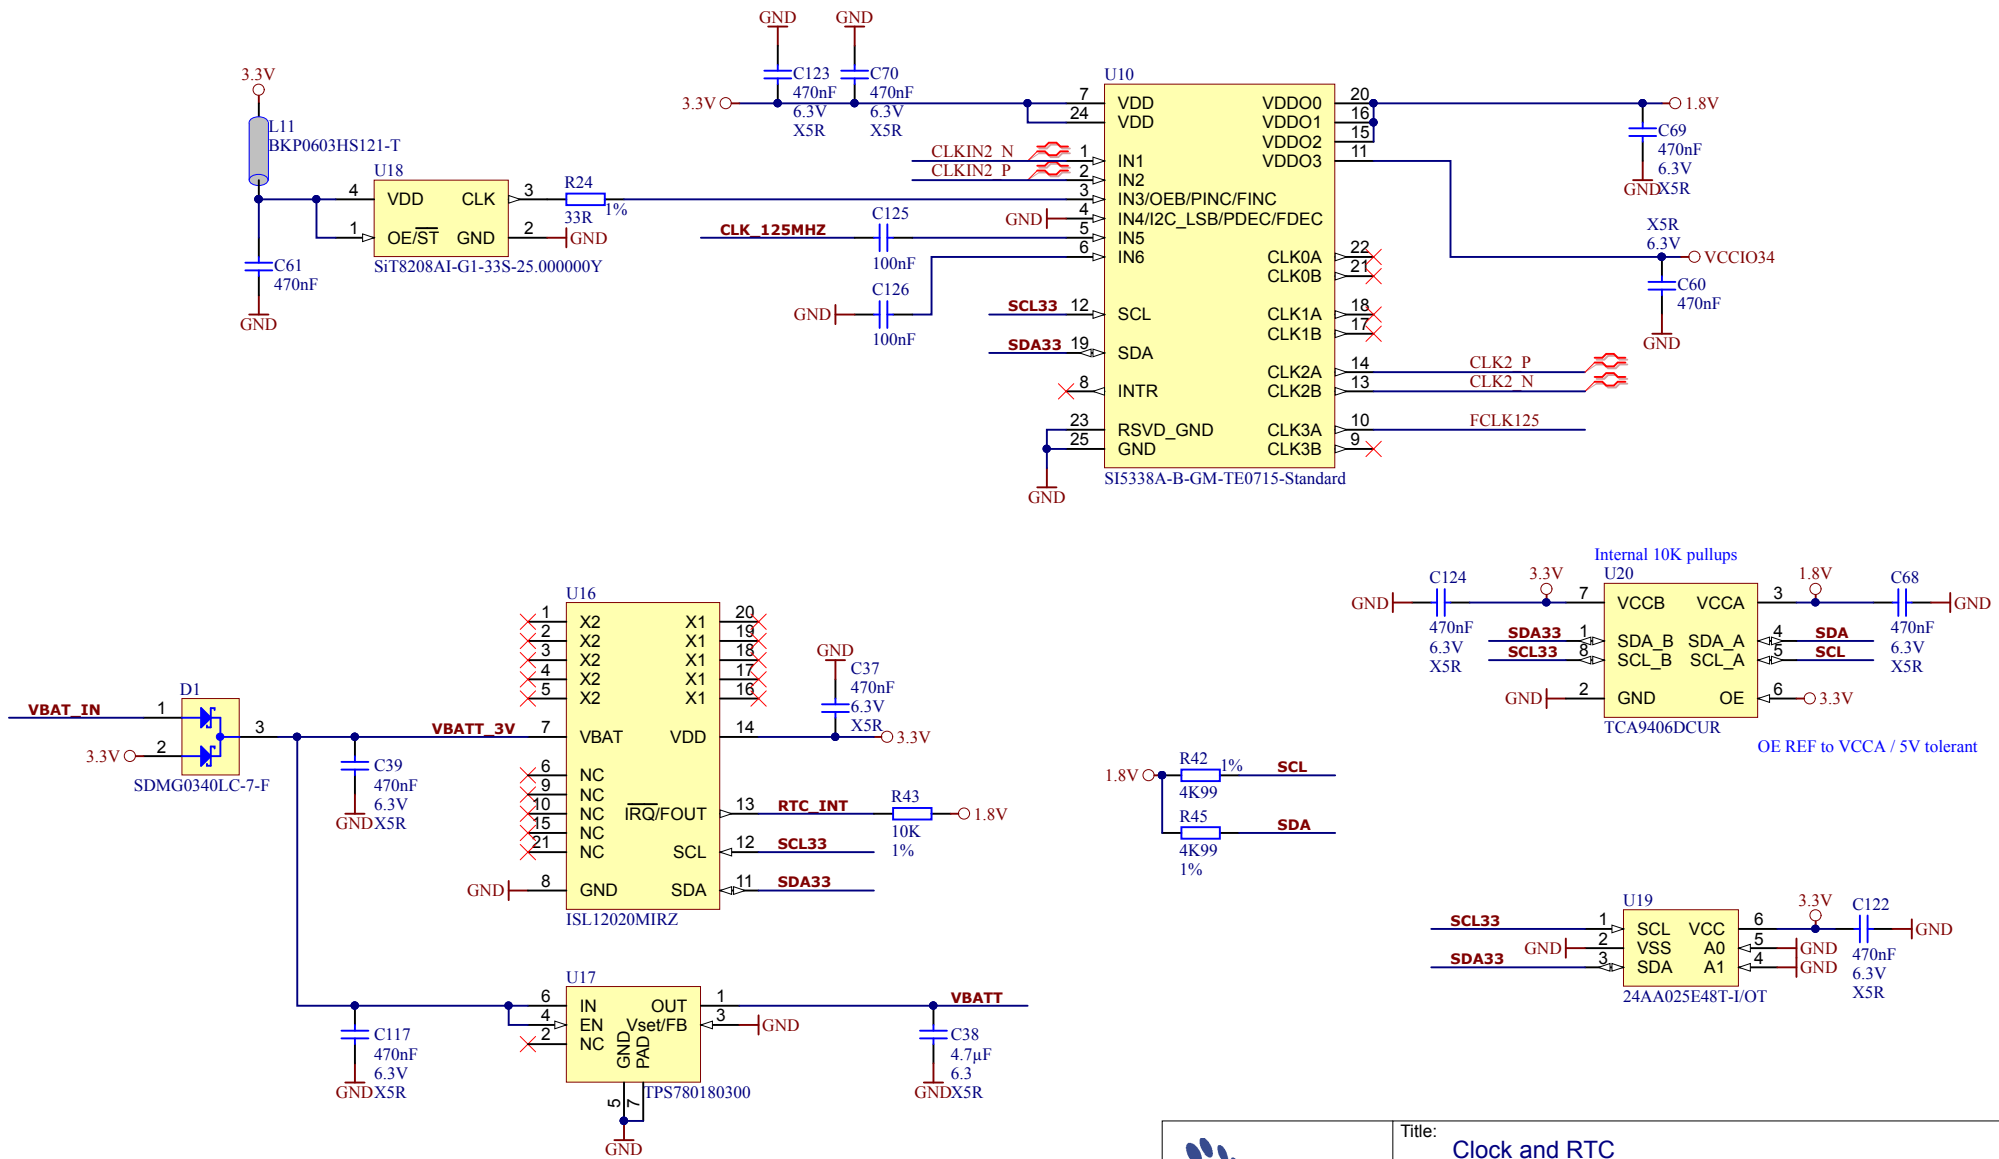 GND
GND
3.3V
L11
BKP0603HS121-T
C61
470nF
GND
U18
4 VDD CLK 3
1 OE/ST GND 2
GND
SiT8208AI-G1-33S-25.000000Y
R24
33R
1%
3.3V
C123
470nF
6.3V
X5R
C70
470nF
6.3V
X5R
CLKIN2_N
CLKIN2_P
CLK_125MHZ
C125
100nF
GND
C126
100nF
GND
SCL33
SDA33
U10
7 VDD VDDO0 20
24 VDD VDDO1 16
VDDO2 15
1 IN1 VDDO3 11
2 IN2
3 IN3/OEB/PINC/FINC
4 IN4/I2C_LSB/PDEC/FDEC
5 IN5
6 IN6 CLK0A 22
CLK0B 21
12 SCL CLK1A 18
CLK1B 17
19 SDA
CLK2A 14
8 INTR CLK2B 13
23 RSVD_GND CLK3A 10
25 GND CLK3B 9
SI5338A-B-GM-TE0715-Standard
GND
1.8V
C69
470nF
6.3V
X5R
GND
X5R
6.3V
VCCIO34
C60
470nF
GND
CLK2_P
CLK2_N
FCLK125
VBAT_IN
3.3V
D1
1
2
3
SDMG0340LC-7-F
VBATT_3V
C39
470nF
6.3V
X5R
GND
U16
1 X2 X1 20
2 X2 X1 19
3 X2 X1 18
4 X2 X1 17
5 X2 X1 16
7 VBAT VDD 14
6 NC
9 NC
10 NC IRQ/FOUT 13
15 NC
21 NC SCL 12
8 GND SDA 11
GND
ISL12020MIRZ
GND
C37
470nF
6.3V
X5R
3.3V
RTC_INT
R43
10K
1%
1.8V
SCL33
SDA33
U17
6 IN OUT 1
4 EN Vset/FB 3
2 NC
GND
PAD
5
7
TPS780180300
GND
GND
C117
470nF
6.3V
X5R
GND
VBATT
C38
4.7µF
6.3
X5R
GND
1.8V
R42
1%
4K99
SCL
R45
4K99
1%
SDA
Internal 10K pullups
U20
7 VCCB VCCA 3
1 SDA_B SDA_A 4
8 SCL_B SCL_A 5
2 GND OE 6
TCA9406DCUR
GND
C124
470nF
6.3V
X5R
3.3V
SDA33
SCL33
GND
1.8V
C68
470nF
6.3V
X5R
GND
SDA
SCL
3.3V
OE REF to VCCA / 5V tolerant
U19
1 SCL VCC 6
2 VSS A0 5
3 SDA A1 4
24AA025E48T-I/OT
SCL33
GND
SDA33
3.3V
C122
470nF
6.3V
X5R
GND
GND
GND
Title:
Clock and RTC